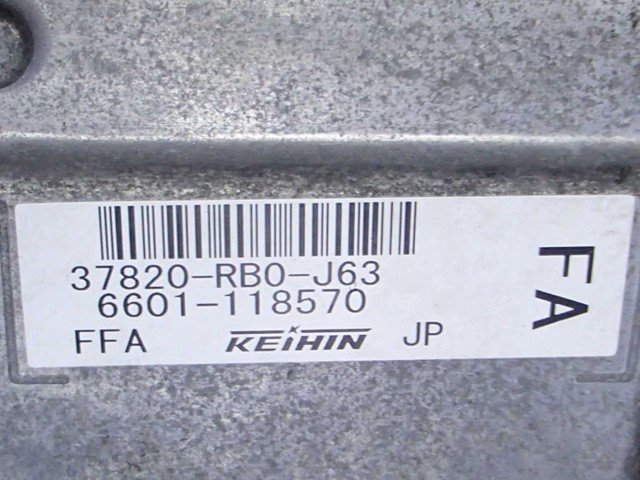 37820-RB0-J63
6601-118570
FFA KEIHIN JP
FA